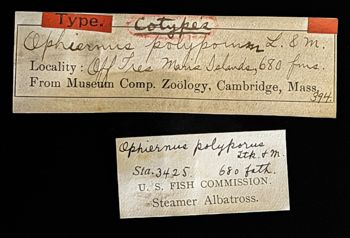 Type. Cotypes
Ophiernus polyporus L. & M.
Locality: Off Tres Maria Islands, 680 fms.
From Museum Comp. Zoölogy, Cambridge, Mass.
394.
Ophiernus polyporus
Ltk. & M.
Sta. 3425. 680 fath.
U. S. FISH COMMISSION.
Steamer Albatross.